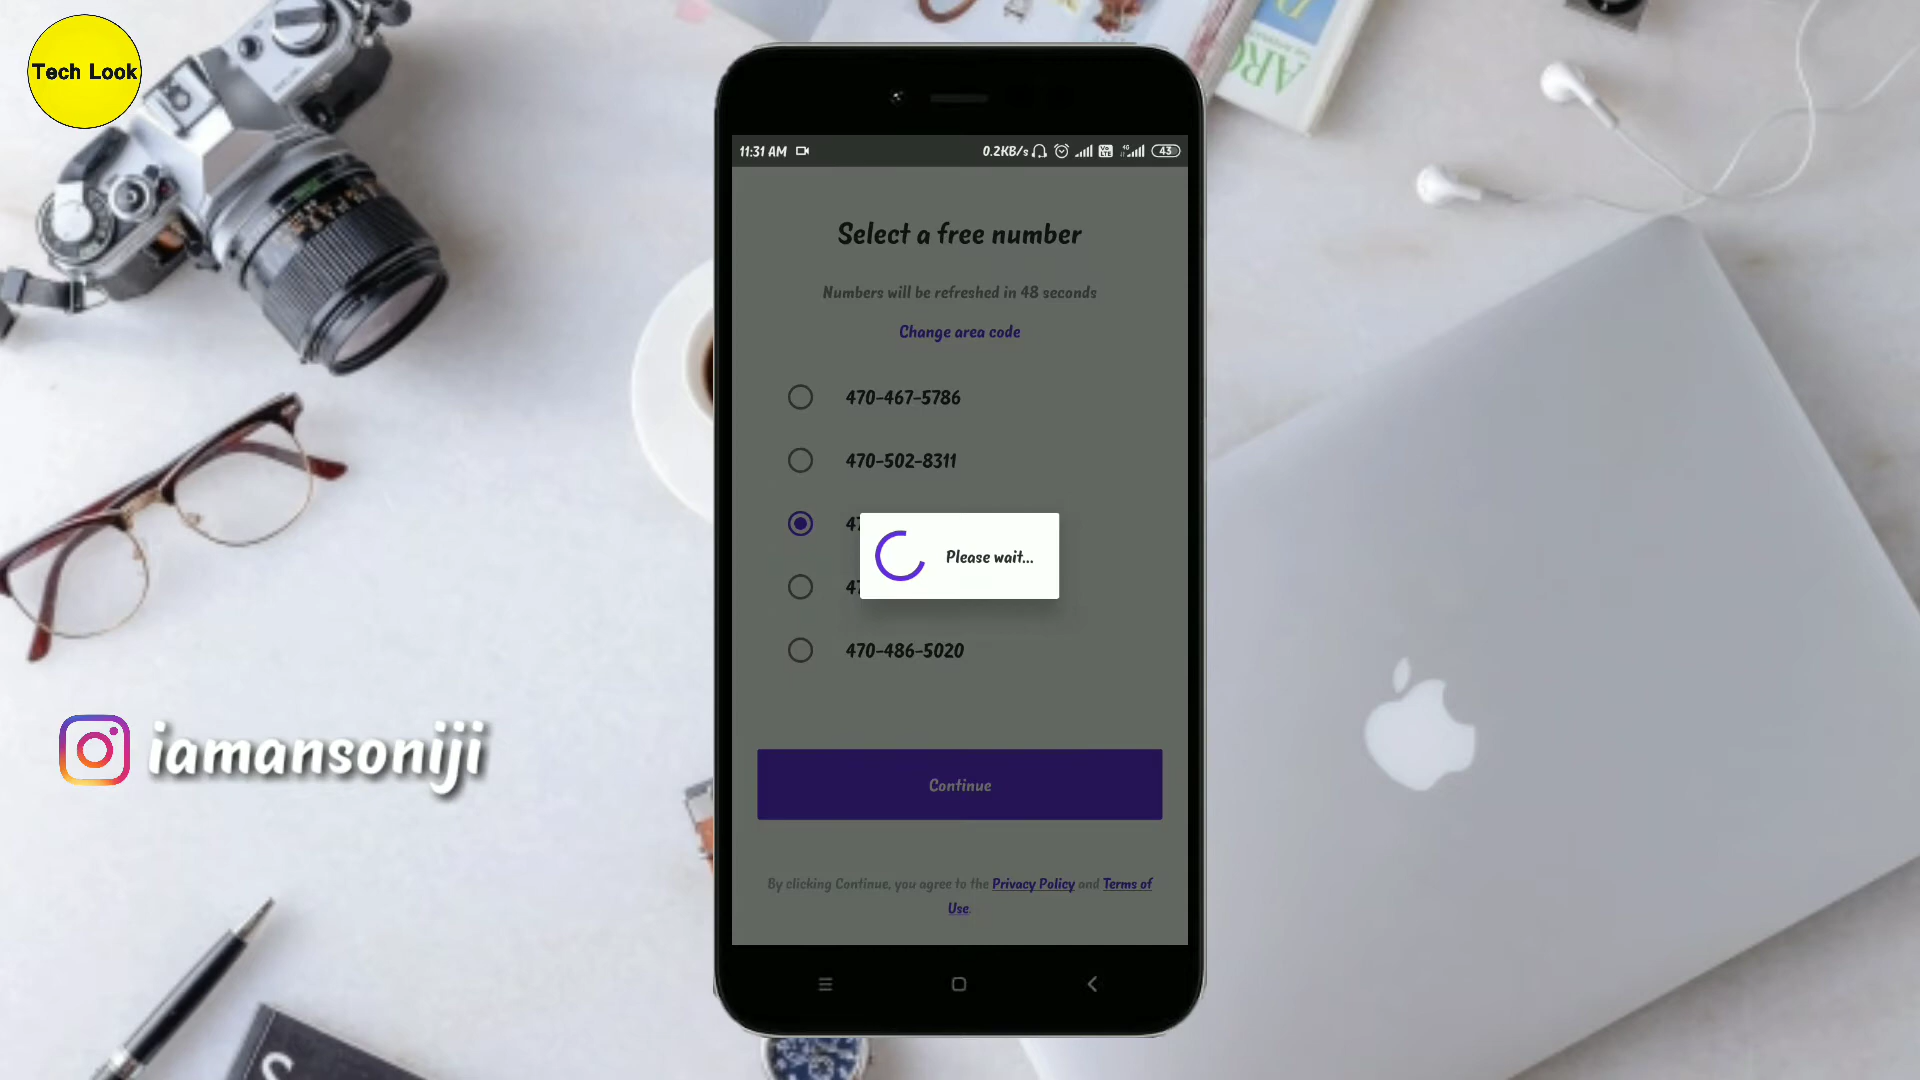 Tech Look
11:31 AM
0.2KB/s
43
Select a free number
Numbers will be refreshed in 48 seconds
Change area code
470-467-5786
470-502-8311
Please wait...
470-486-5020
Continue
By clicking Continue, you agree to the Privacy Policy and Terms of
Use.
iamansoniji